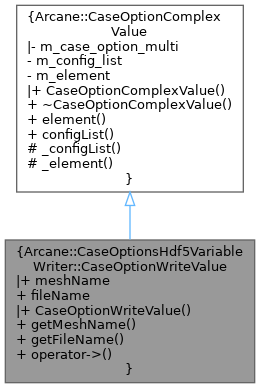 {Arcane::CaseOptionComplex
Value
|- m_case_option_multi
- m_config_list
- m_element
|+ CaseOptionComplexValue()
+ ~CaseOptionComplexValue()
+ element()
+ configList()
# _configList()
# _element()
}
{Arcane::CaseOptionsHdf5Variable
Writer::CaseOptionWriteValue
|+ meshName
+ fileName
|+ CaseOptionWriteValue()
+ getMeshName()
+ getFileName()
+ operator->()
}